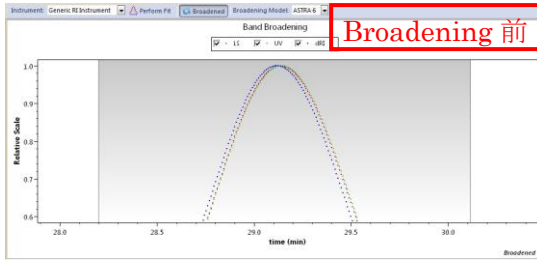 Instrument: Generic RI Instrument Perform Fit Broadened Broadening Model: ASTRA 6
Broadening 前
Band Broadening
LS UV dRI
Relative Scale
1.0
0.9
0.8
0.7
0.6
28.0 28.5 29.0 29.5 30.0
time (min)
Broadened